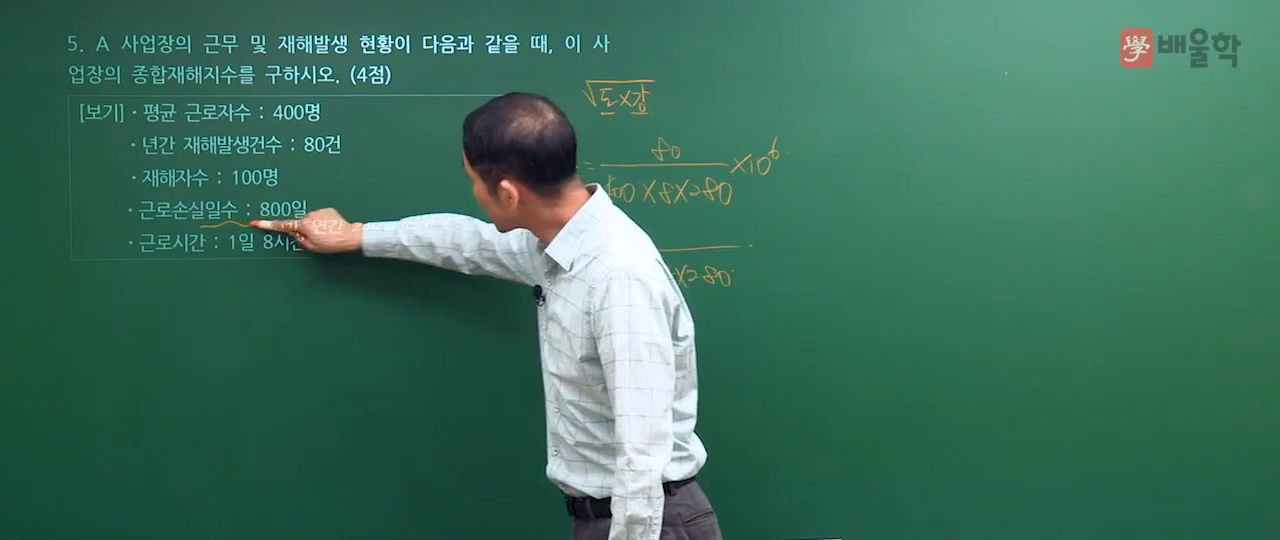 5. A 사업장의 근무 및 재해발생 현황이 다음과 같을 때, 이 사
업장의 종합재해지수를 구하시오. (4점)
[보기]・평균 근로자수 : 400명
・년간 재해발생건수 : 80건
・재해자수 : 100명
・근로손실일수 : 800일
・근로시간 : 1일 8시간
√도×강
= 80
×10⁶
00×8×280
×280
學 배울학